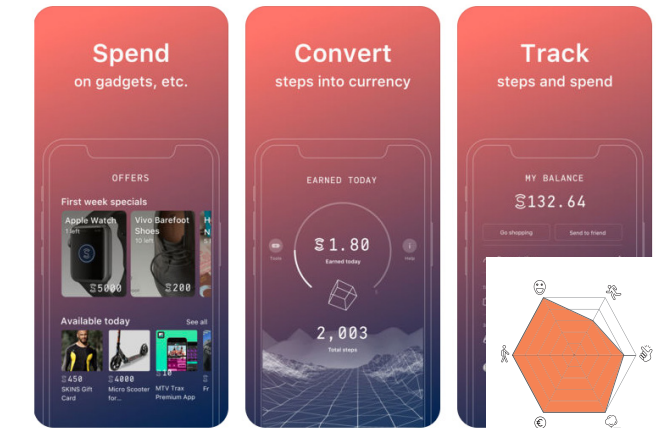 Spend
on gadgets, etc.
OFFERS
First week specials
Apple Watch
1 left
5000
Vivo Barefoot
Shoes
10 left
200
Available today
See all
450
SKINS Gift
Card
4000
Micro Scooter
for...
10
MTV Trax
Premium App
Fr
Convert
steps into currency
EARNED TODAY
1.80
Earned today
Tools
Help
2,003
Total steps
Track
steps and spend
MY BALANCE
132.64
Go shopping
Send to friend
€